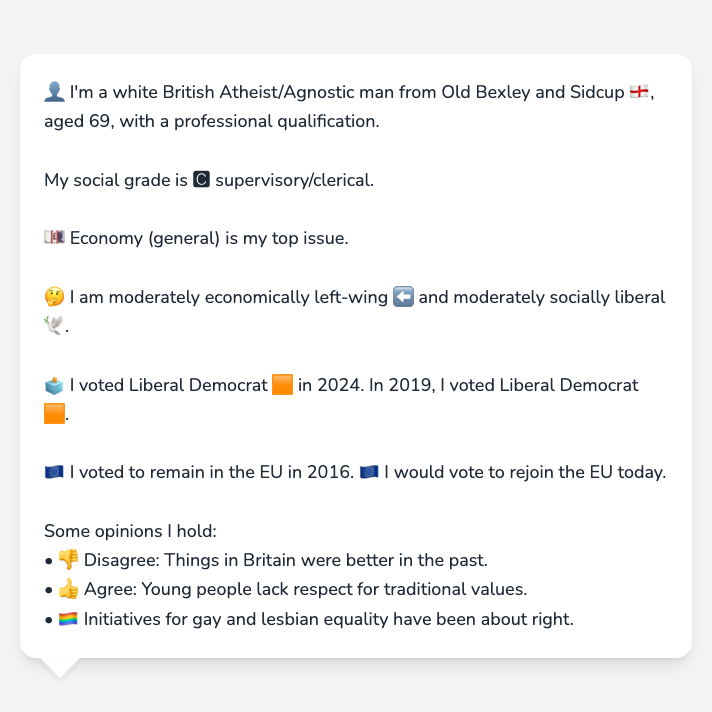 👤 I'm a white British Atheist/Agnostic man from Old Bexley and Sidcup 🏴󠁧󠁢󠁥󠁮󠁧󠁿,
aged 69, with a professional qualification.
My social grade is 🅲 supervisory/clerical.
💷 Economy (general) is my top issue.
🤔 I am moderately economically left-wing ⬅️ and moderately socially liberal
🕊️.
🗳️ I voted Liberal Democrat 🟧 in 2024. In 2019, I voted Liberal Democrat
🟧.
🇪🇺 I voted to remain in the EU in 2016. 🇪🇺 I would vote to rejoin the EU today.
Some opinions I hold:
• 👎 Disagree: Things in Britain were better in the past.
• 👍 Agree: Young people lack respect for traditional values.
• 🏳️‍🌈 Initiatives for gay and lesbian equality have been about right.